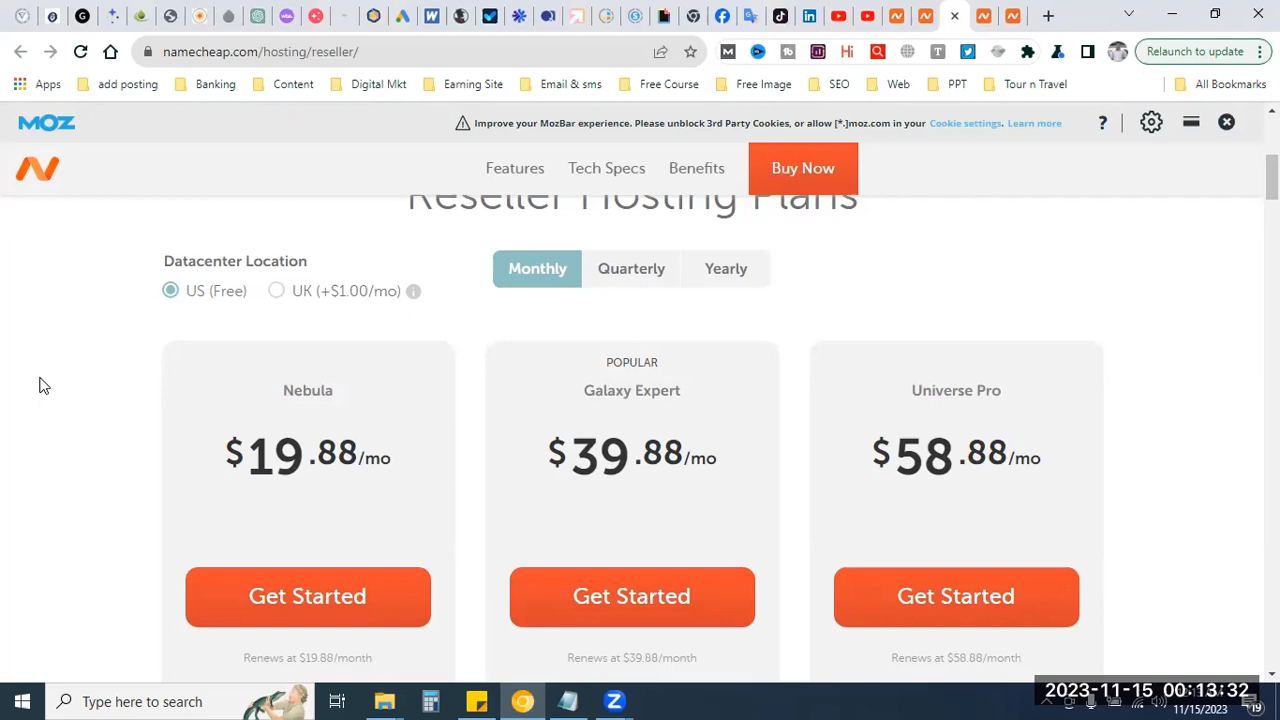 namecheap.com/hosting/reseller/
Relaunch to update
Apps
add posting
Banking
Content
Digital Mkt
Earning Site
Email & sms
Free Course
Free Image
SEO
Web
PPT
Tour n Travel
All Bookmarks
MOZ
Improve your MozBar experience. Please unblock 3rd Party Cookies, or allow [*.]moz.com in your Cookie settings. Learn more
Features
Tech Specs
Benefits
Buy Now
Reseller Hosting Plans
Datacenter Location
Monthly
Quarterly
Yearly
US (Free)
UK (+$1.00/mo)
POPULAR
Nebula
Galaxy Expert
Universe Pro
$19.88/mo
$39.88/mo
$58.88/mo
Get Started
Get Started
Get Started
Renews at $19.88/month
Renews at $39.88/month
Renews at $58.88/month
Type here to search
2023-11-15 00:13:32
11/15/2023
19